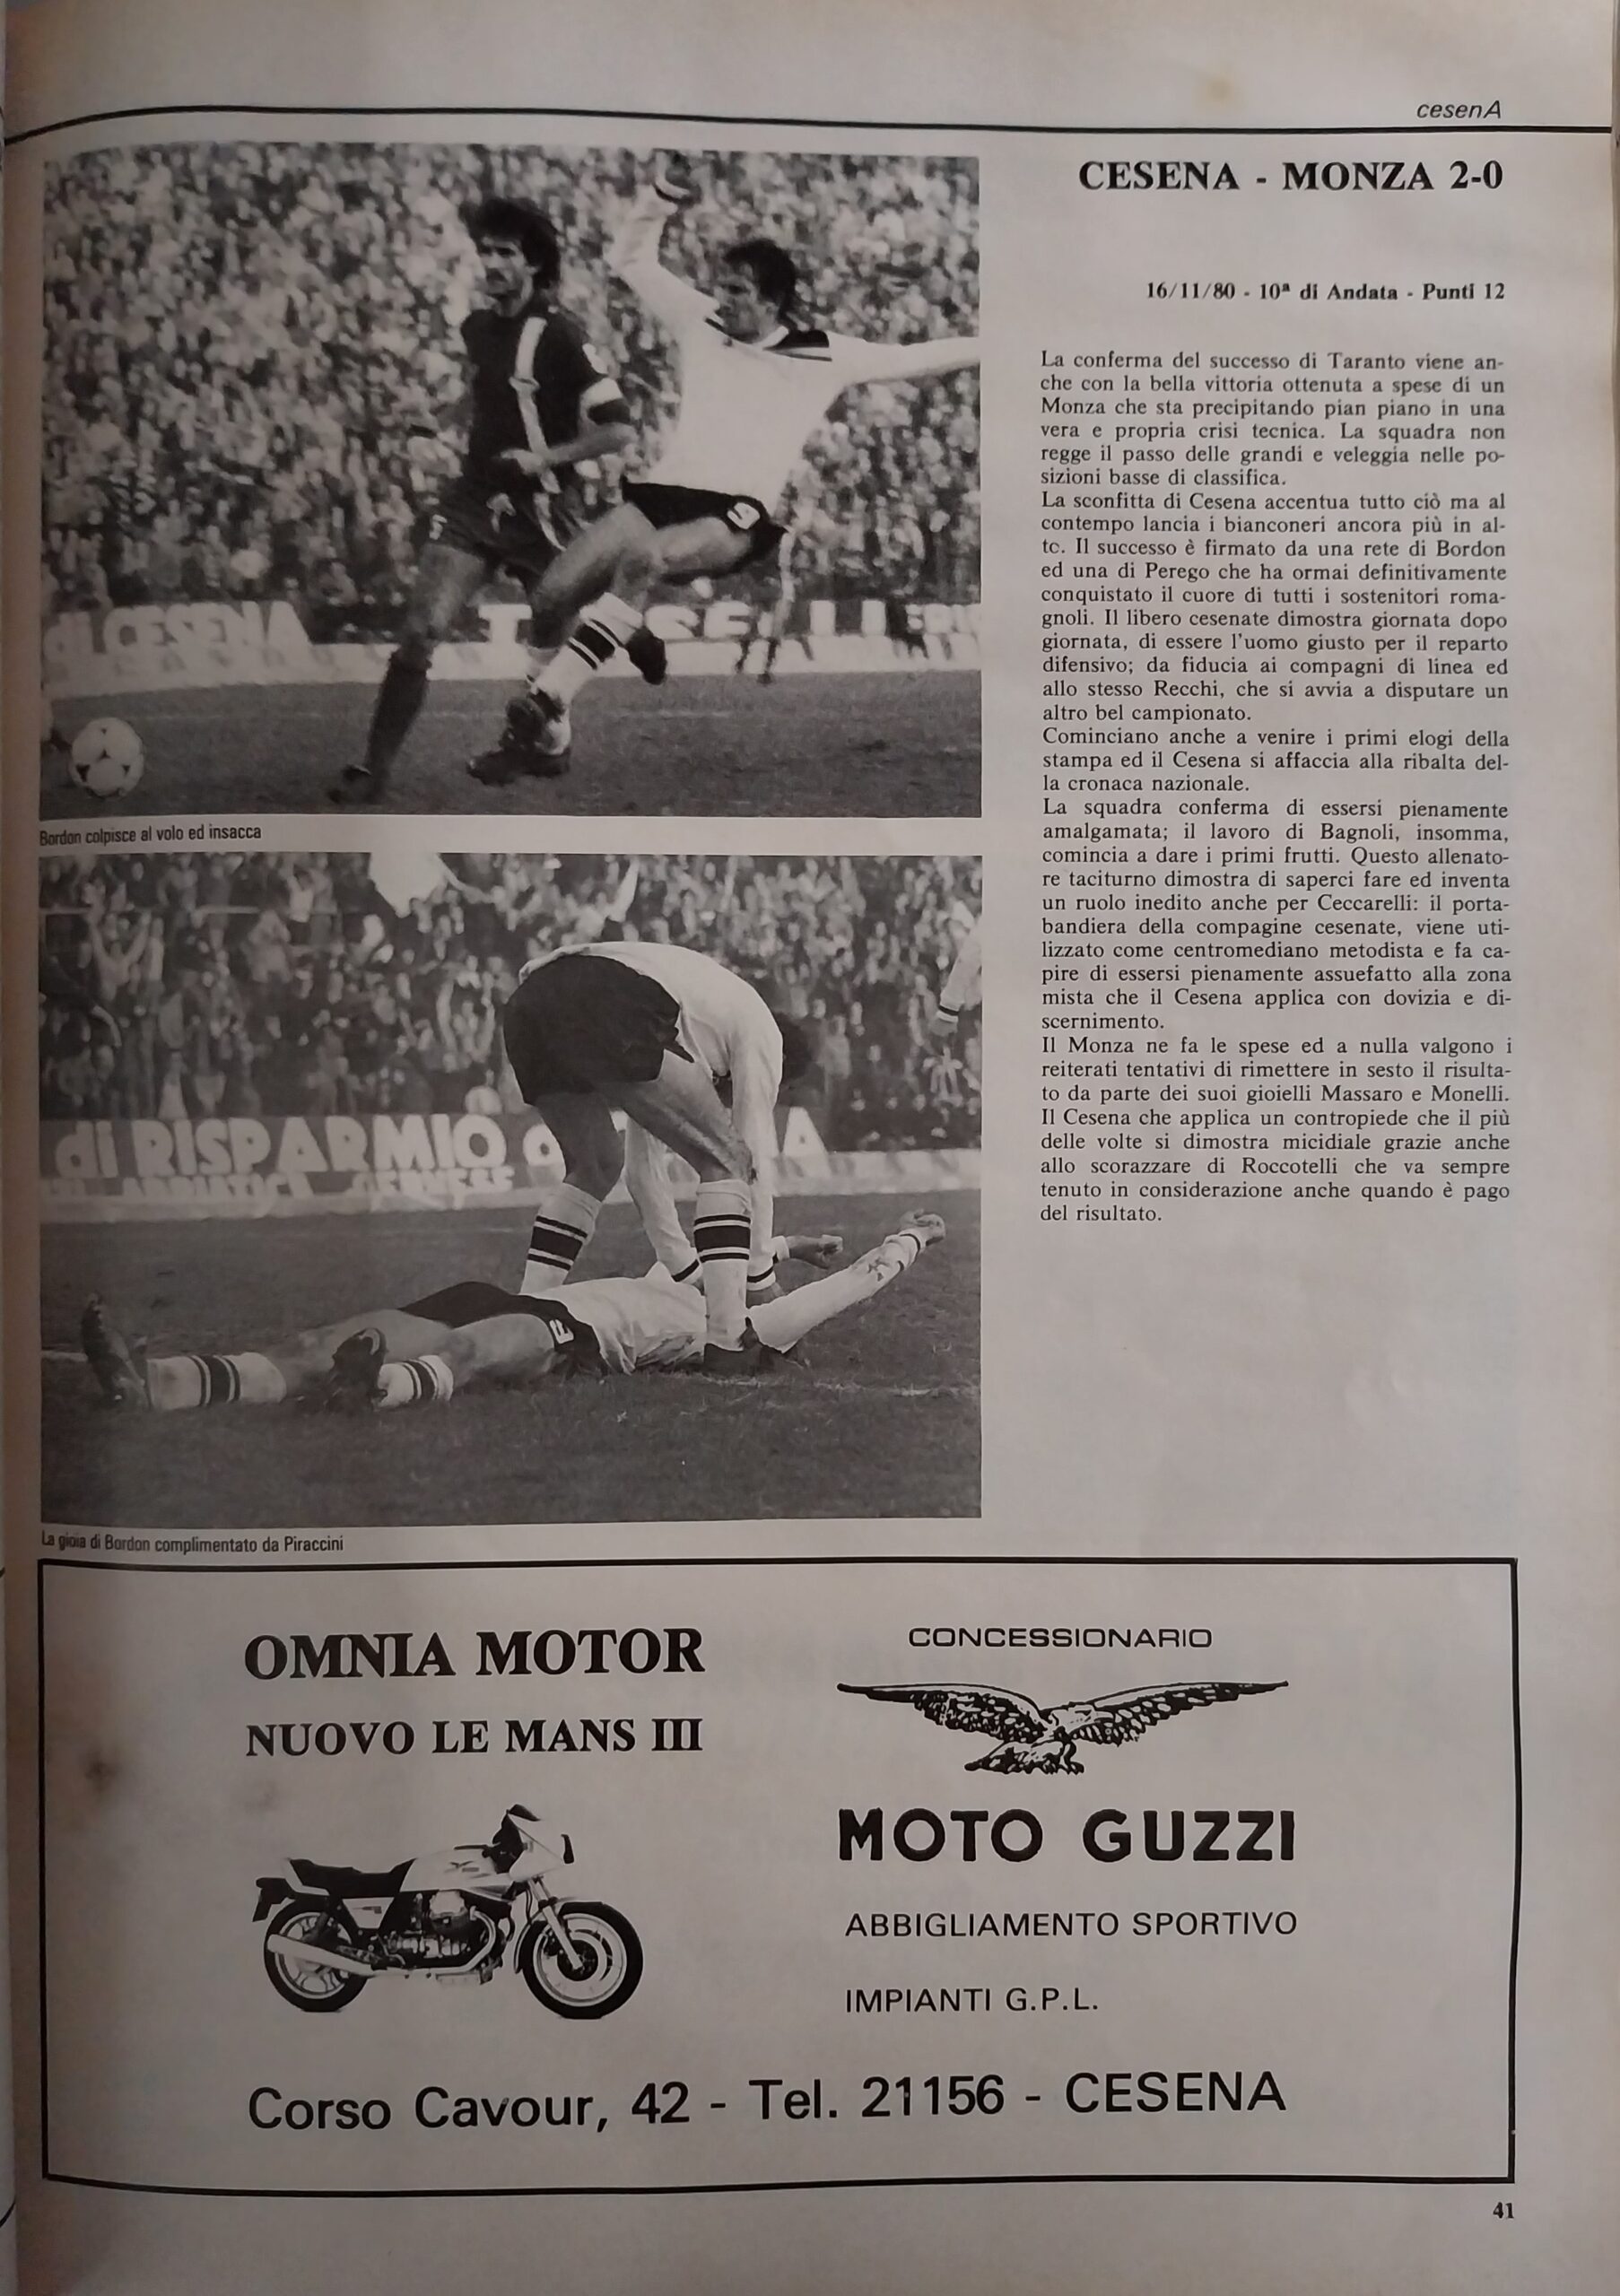 cesenA
CESENA - MONZA 2-0
16/11/80 - 10ª di Andata - Punti 12
La conferma del successo di Taranto viene an-
che con la bella vittoria ottenuta a spese di un
Monza che sta precipitando pian piano in una
vera e propria crisi tecnica. La squadra non
regge il passo delle grandi e veleggia nelle po-
sizioni basse di classifica.
La sconfitta di Cesena accentua tutto ciò ma al
contempo lancia i bianconeri ancora più in al-
tc. Il successo è firmato da una rete di Bordon
ed una di Perego che ha ormai definitivamente
conquistato il cuore di tutti i sostenitori roma-
gnoli. Il libero cesenate dimostra giornata dopo
giornata, di essere l'uomo giusto per il reparto
difensivo; da fiducia ai compagni di linea ed
allo stesso Recchi, che si avvia a disputare un
altro bel campionato.
Cominciano anche a venire i primi elogi della
stampa ed il Cesena si affaccia alla ribalta del-
la cronaca nazionale.
La squadra conferma di essersi pienamente
amalgamata; il lavoro di Bagnoli, insomma,
comincia a dare i primi frutti. Questo allenato-
re taciturno dimostra di saperci fare ed inventa
un ruolo inedito anche per Ceccarelli: il porta-
bandiera della compagine cesenate, viene uti-
lizzato come centromediano metodista e fa ca-
pire di essersi pienamente assuefatto alla zona
mista che il Cesena applica con dovizia e di-
scernimento.
Il Monza ne fa le spese ed a nulla valgono i
reiterati tentativi di rimettere in sesto il risulta-
to da parte dei suoi gioielli Massaro e Monelli.
Il Cesena che applica un contropiede che il più
delle volte si dimostra micidiale grazie anche
allo scorazzare di Roccotelli che va sempre
tenuto in considerazione anche quando è pago
del risultato.
di CESENA
Bordon colpisce al volo ed insacca
di RISPARMIO
La gioia di Bordon complimentato da Piraccini
OMNIA MOTOR
NUOVO LE MANS III
CONCESSIONARIO
MOTO GUZZI
ABBIGLIAMENTO SPORTIVO
IMPIANTI G.P.L.
Corso Cavour, 42 - Tel. 21156 - CESENA
41